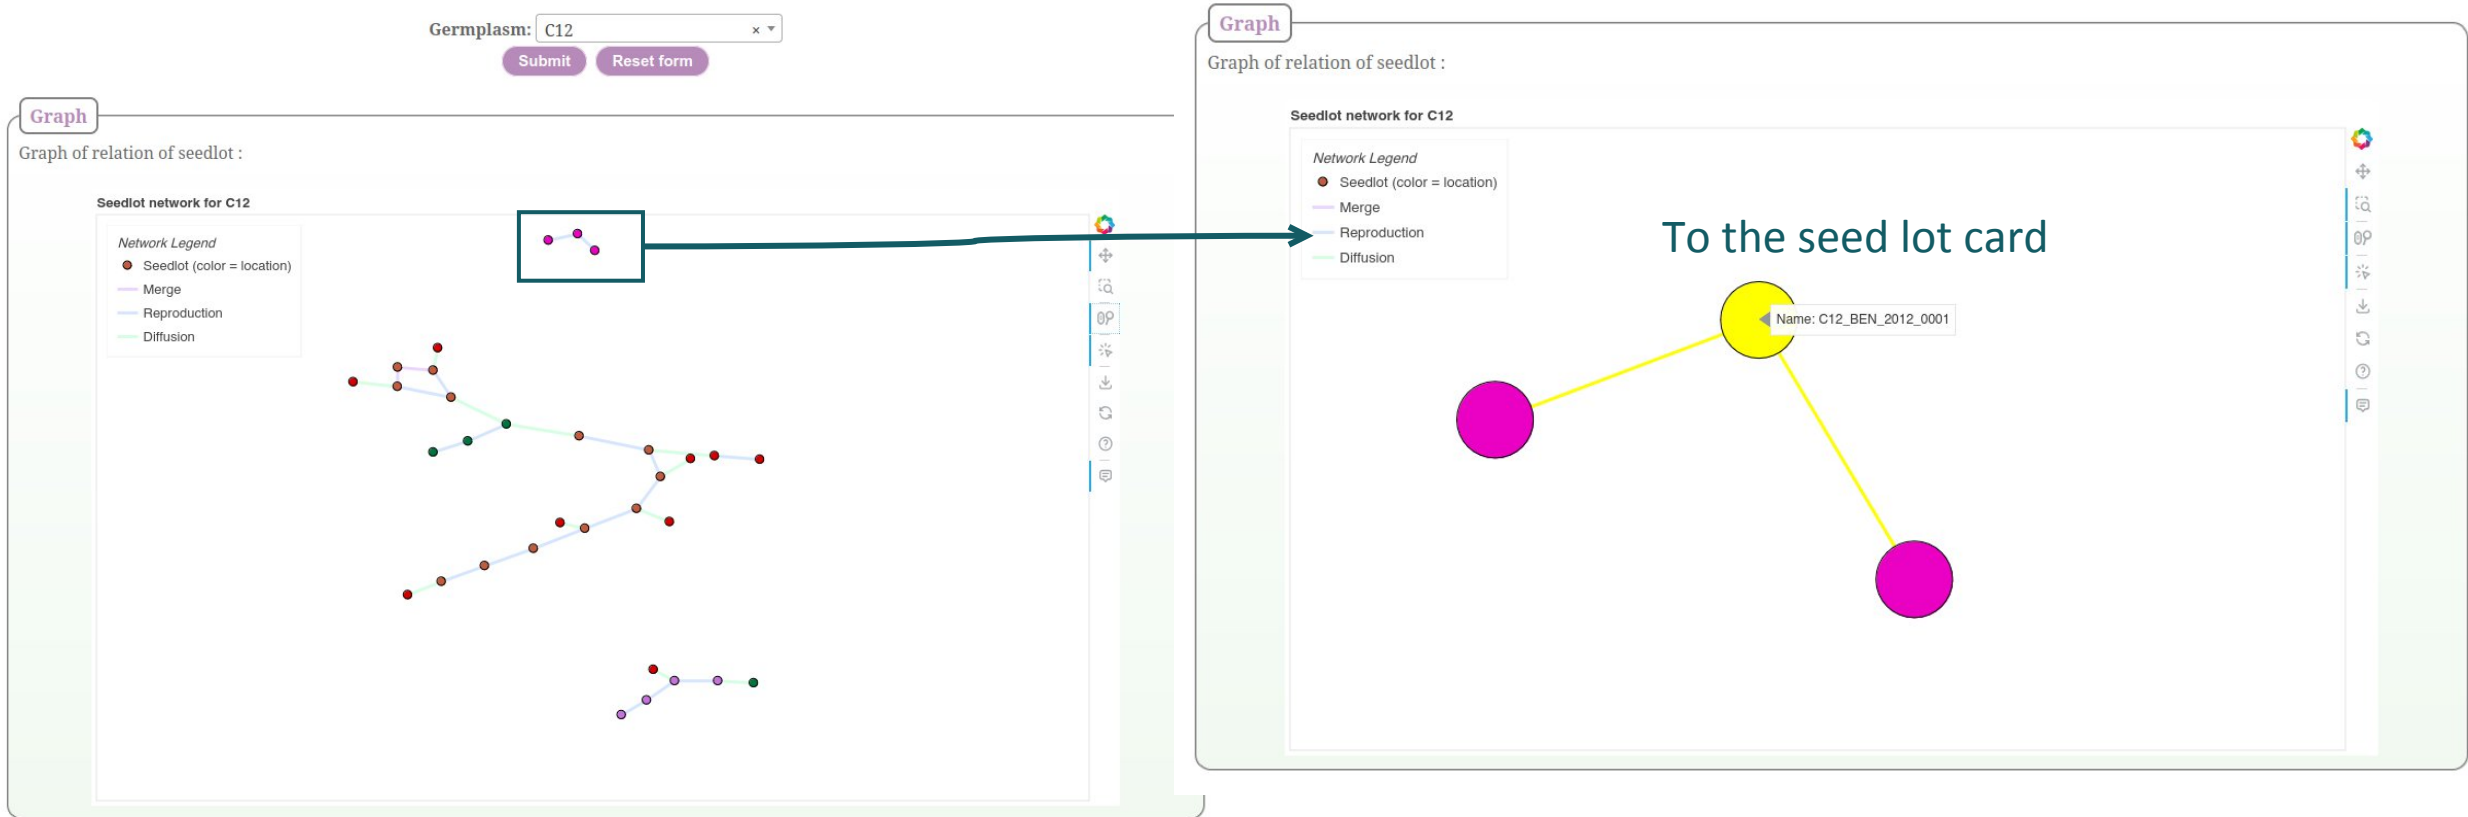 Germplasm: C12 ×
Submit Reset form
Graph
Graph of relation of seedlot :
Seedlot network for C12
Network Legend
Seedlot (color = location)
Merge
Reproduction
Diffusion
Graph
Graph of relation of seedlot :
Seedlot network for C12
Network Legend
Seedlot (color = location)
Merge
Reproduction
Diffusion
To the seed lot card
Name: C12_BEN_2012_0001